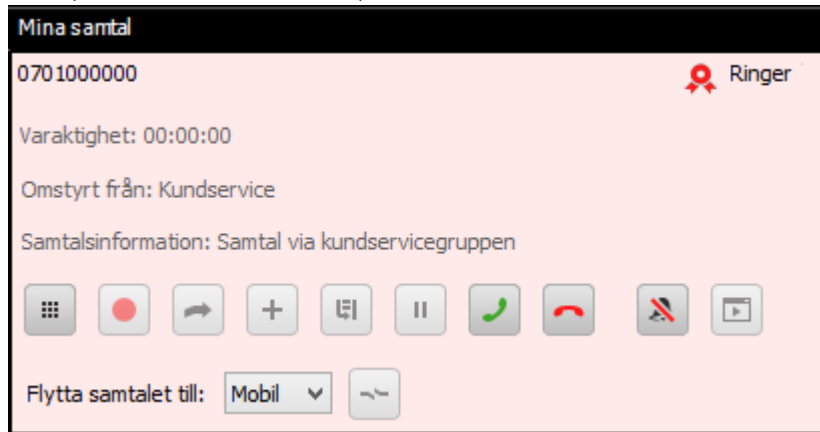 Mina samtal
0701000000 Ringer
Varaktighet: 00:00:00
Omstyrt från: Kundservice
Samtalsinformation: Samtal via kundservicegruppen
Flytta samtalet till: Mobil